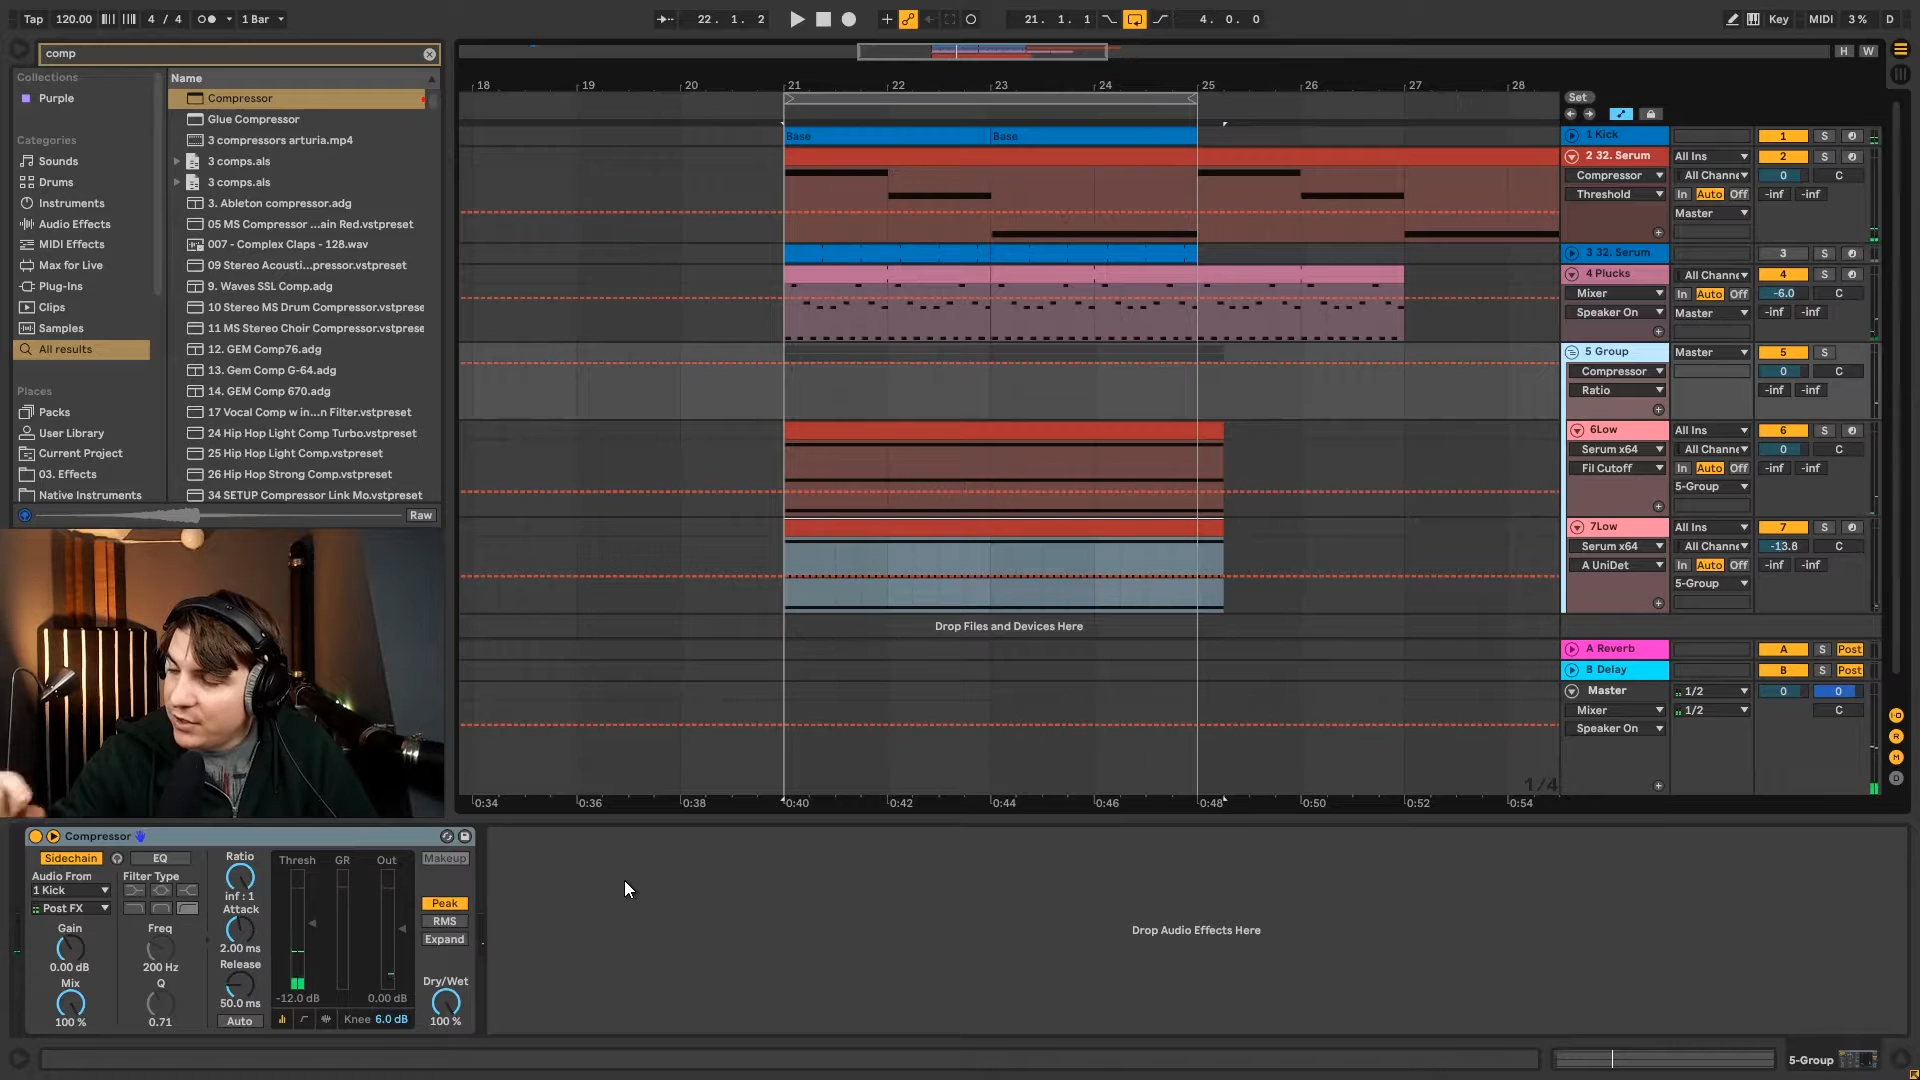 Tap 120.00 4 / 4 1 Bar 22. 1. 2 21. 1. 1 4. 0. 0 Key MIDI 3 % D
comp
H W
Collections Name
Purple
Categories
Sounds
Drums
Instruments
Audio Effects
MIDI Effects
Max for Live
Plug-Ins
Clips
Samples
All results
Places
Packs
User Library
Current Project
03. Effects
Native Instruments
Compressor
Glue Compressor
3 compressors arturia.mp4
3 comps.als
3 comps.als
3. Ableton compressor.adg
05 MS Compressor ...ain Red.vstpreset
007 - Complex Claps - 128.wav
09 Stereo Acousti...pressor.vstpreset
9. Waves SSL Comp.adg
10 Stereo MS Drum Compressor.vstprese
11 MS Stereo Choir Compressor.vstprese
12. GEM Comp76.adg
13. Gem Comp G-64.adg
14. GEM Comp 670.adg
17 Vocal Comp w in...n Filter.vstpreset
24 Hip Hop Light Comp Turbo.vstpreset
25 Hip Hop Light Comp.vstpreset
26 Hip Hop Strong Comp.vstpreset
34 SETUP Compressor Link Mo.vstpreset
Raw
18 19 20 21 22 23 24 25 26 27 28
Set
Base Base
1 Kick 1 S
2 32. Serum All Ins 2 S
Compressor All Channe 0 C
Threshold In Auto Off -inf -inf
Master
3 32. Serum 3 S
4 Plucks All Channe 4 S
Mixer In Auto Off -6.0 C
Speaker On Master -inf -inf
5 Group Master 5 S
Compressor 0 C
Ratio -inf -inf
6Low All Ins 6 S
Serum x64 All Channe 0 C
Fil Cutoff In Auto Off -inf -inf
5-Group
7Low All Ins 7 S
Serum x64 All Channe -13.8 C
A UniDet In Auto Off -inf -inf
5-Group
Drop Files and Devices Here
A Reverb A S Post
B Delay B S Post
Master 1/2 0 0
Mixer 1/2 C
Speaker On
1/4
0:34 0:36 0:38 0:40 0:42 0:44 0:46 0:48 0:50 0:52 0:54
I·O
R
M
D
Compressor
Sidechain EQ Ratio Thresh GR Out Makeup
Audio From Filter Type
1 Kick inf : 1
Post FX Attack Peak
RMS
Gain Freq 2.00 ms Expand
0.00 dB 200 Hz Release
Mix Q Dry/Wet
50.0 ms -12.0 dB 0.00 dB
100 % 0.71 Auto Knee 6.0 dB 100 %
Drop Audio Effects Here
5-Group